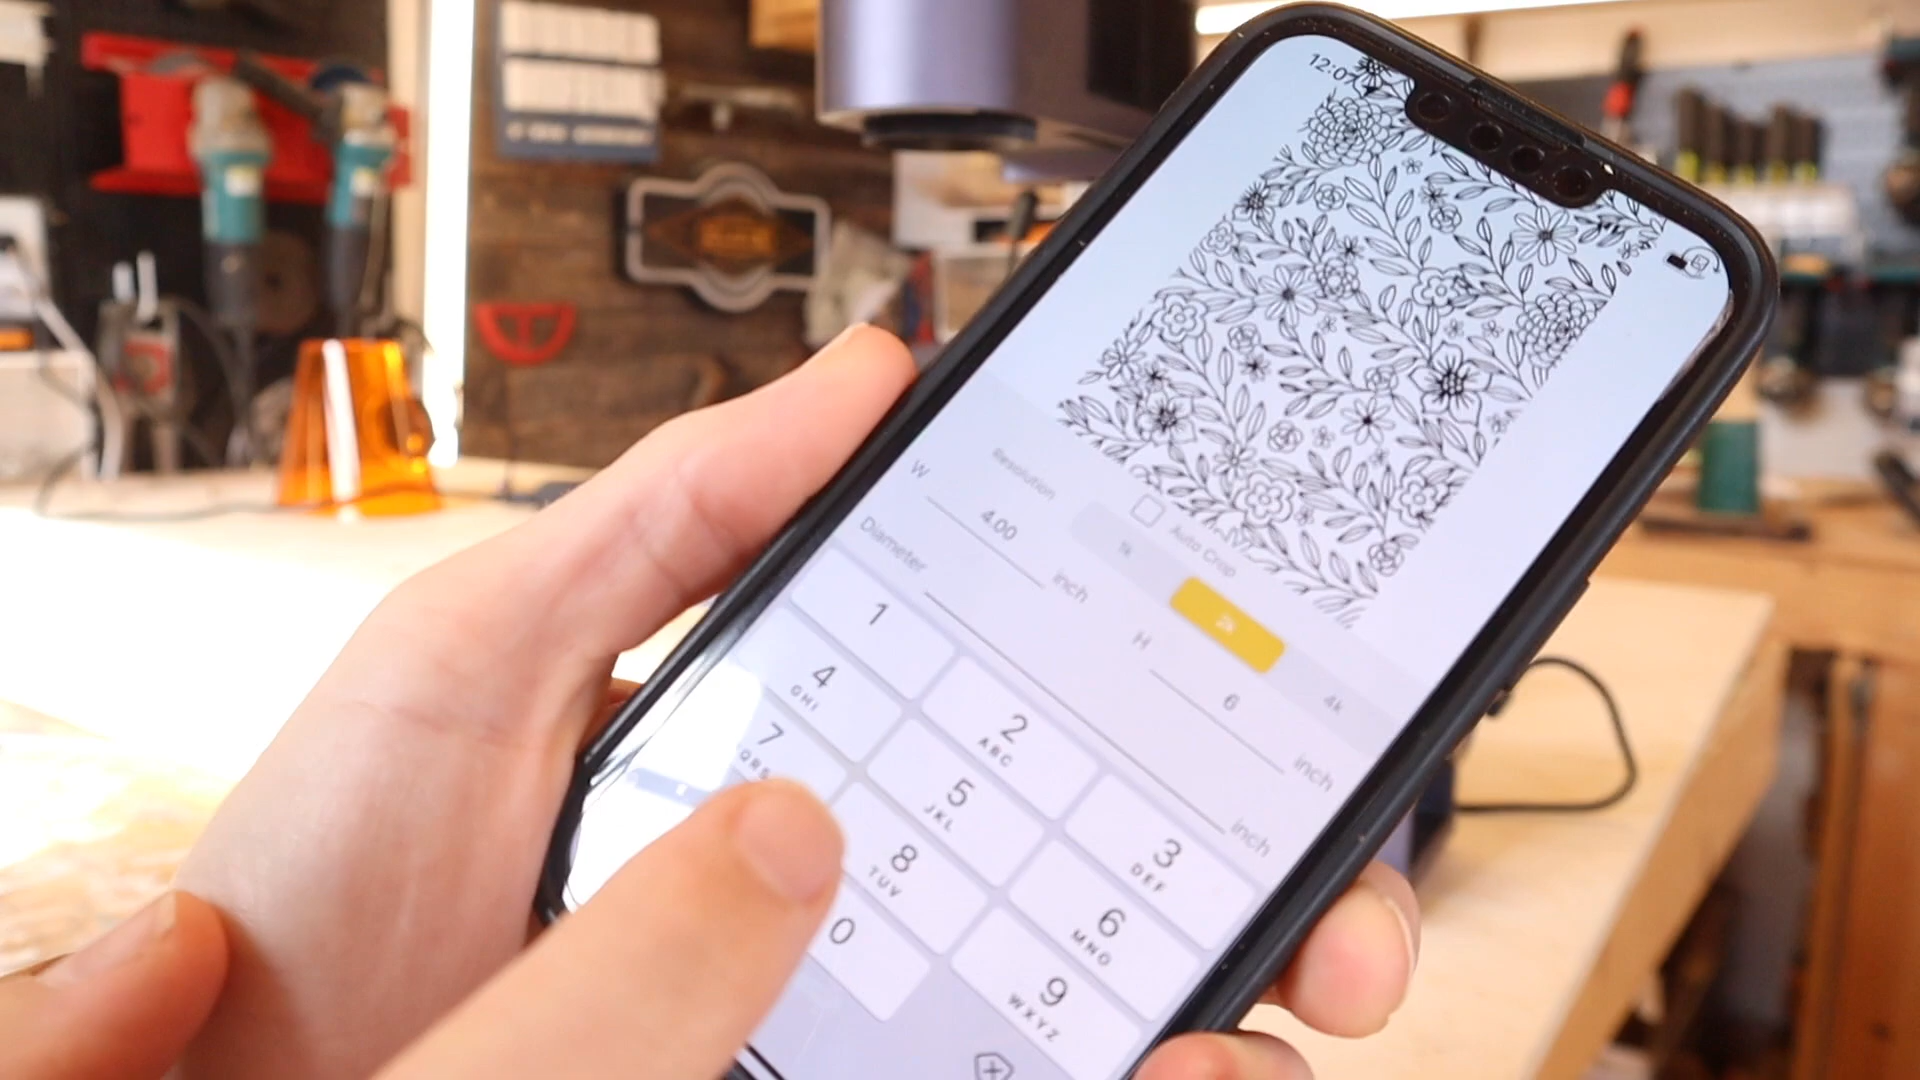 12:07
Resolution
Auto Crop
1k
2k
4k
W
4.00
inch
H
6
inch
Diameter
inch
1
2
ABC
3
DEF
4
GHI
5
JKL
6
MNO
7
QRS
8
TUV
9
WXYZ
0